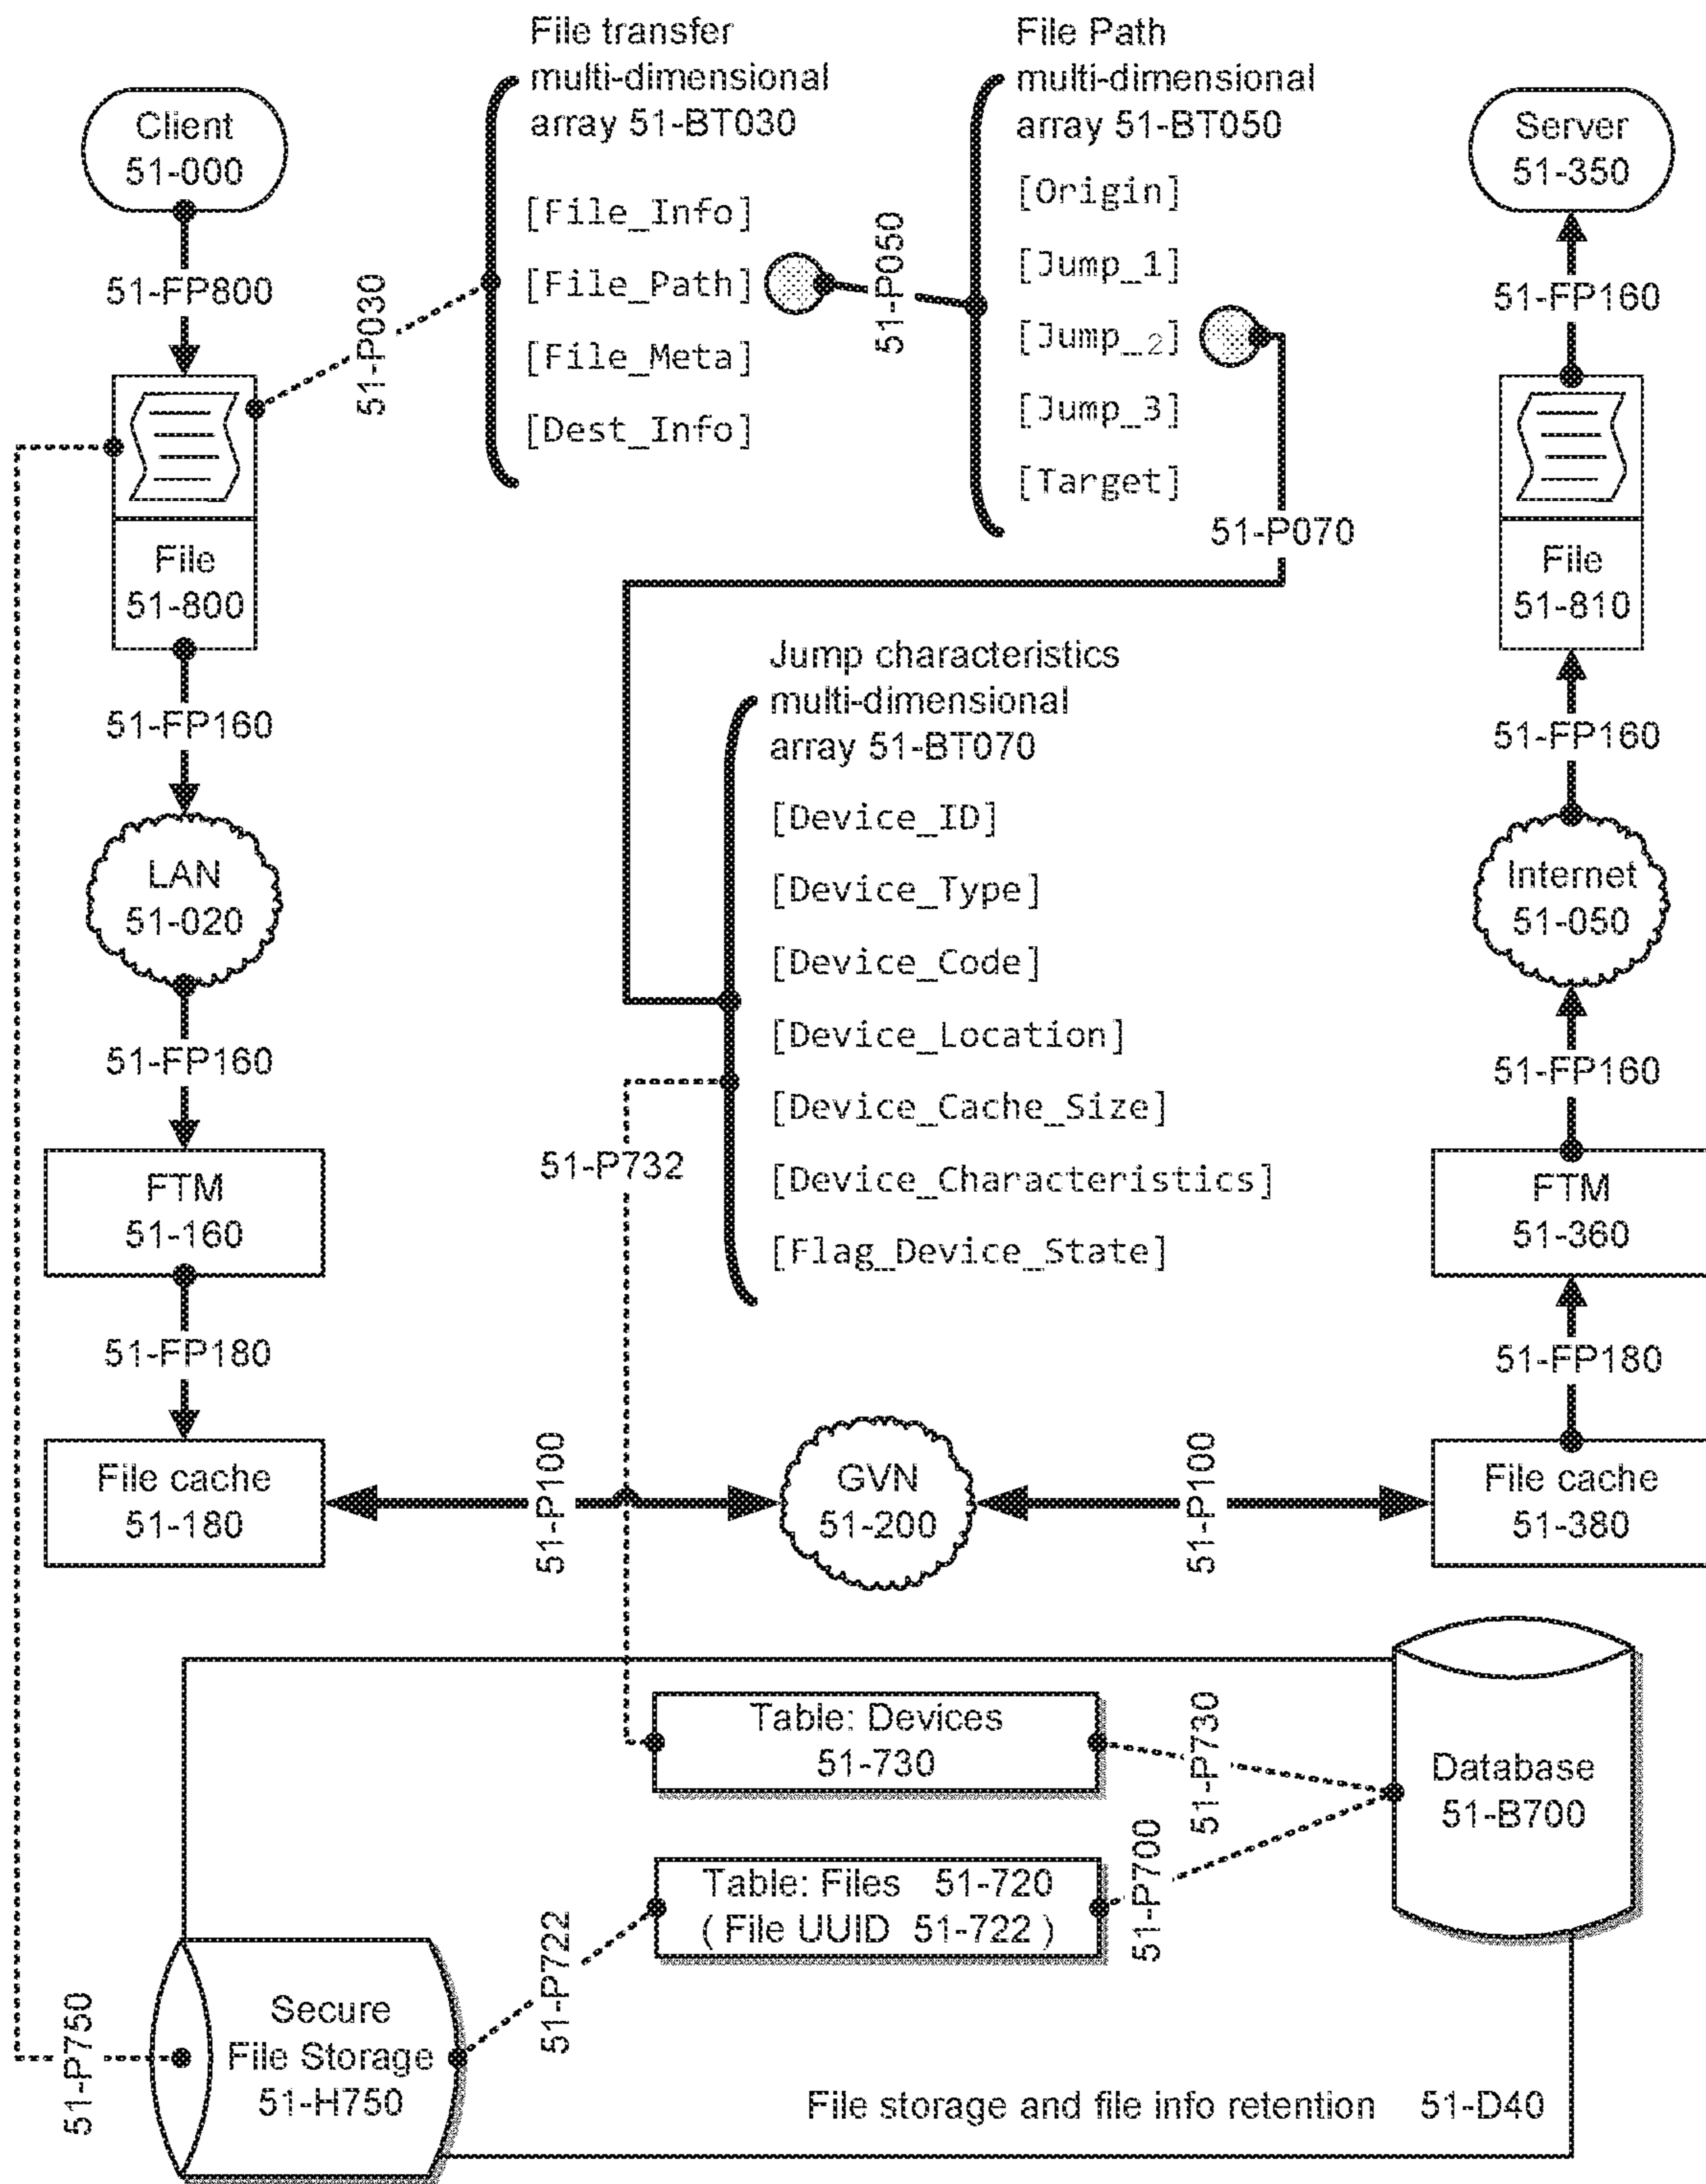 File transfer
multi-dimensional
array 51-BT030
[File_Info]
[File_Path]
[File_Meta]
[Dest_Info]
File Path
multi-dimensional
array 51-BT050
[Origin]
[Jump_1]
[Jump_2]
[Jump_3]
[Target]
Client
51-000
51-FP800
51-P030
51-P050
51-P070
File
51-800
51-FP160
LAN
51-020
51-FP160
FTM
51-160
51-FP180
File cache
51-180
Jump characteristics
multi-dimensional
array 51-BT070
[Device_ID]
[Device_Type]
[Device_Code]
[Device_Location]
[Device_Cache_Size]
[Device_Characteristics]
[Flag_Device_State]
51-P732
Server
51-350
51-FP160
File
51-810
51-FP160
Internet
51-050
51-FP160
FTM
51-360
51-FP180
File cache
51-380
51-P100
GVN
51-200
51-P100
Table: Devices
51-730
51-P730
Database
51-B700
Table: Files 51-720
( File UUID 51-722 )
51-P700
51-P722
Secure
File Storage
51-H750
51-P750
File storage and file info retention 51-D40